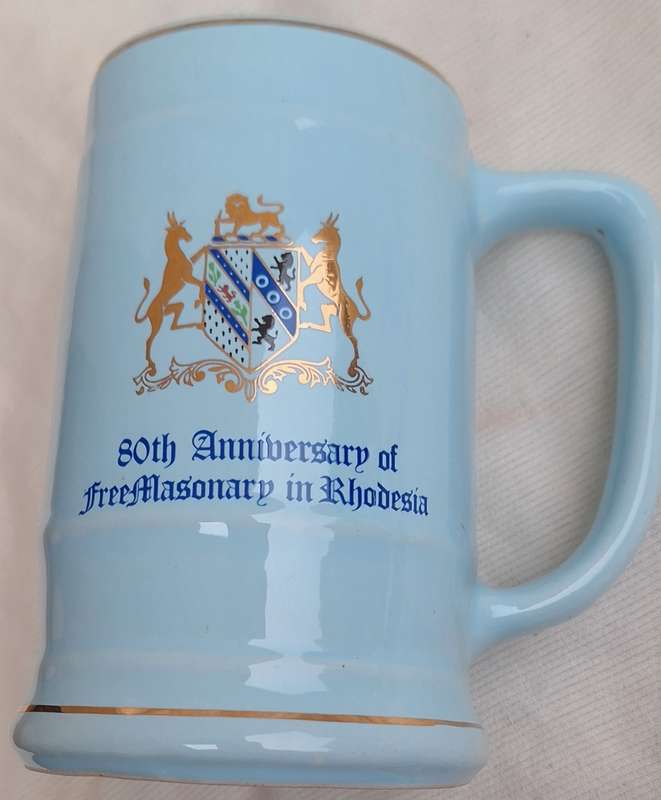 80th Anniversary of
FreeMasonary in Rhodesia